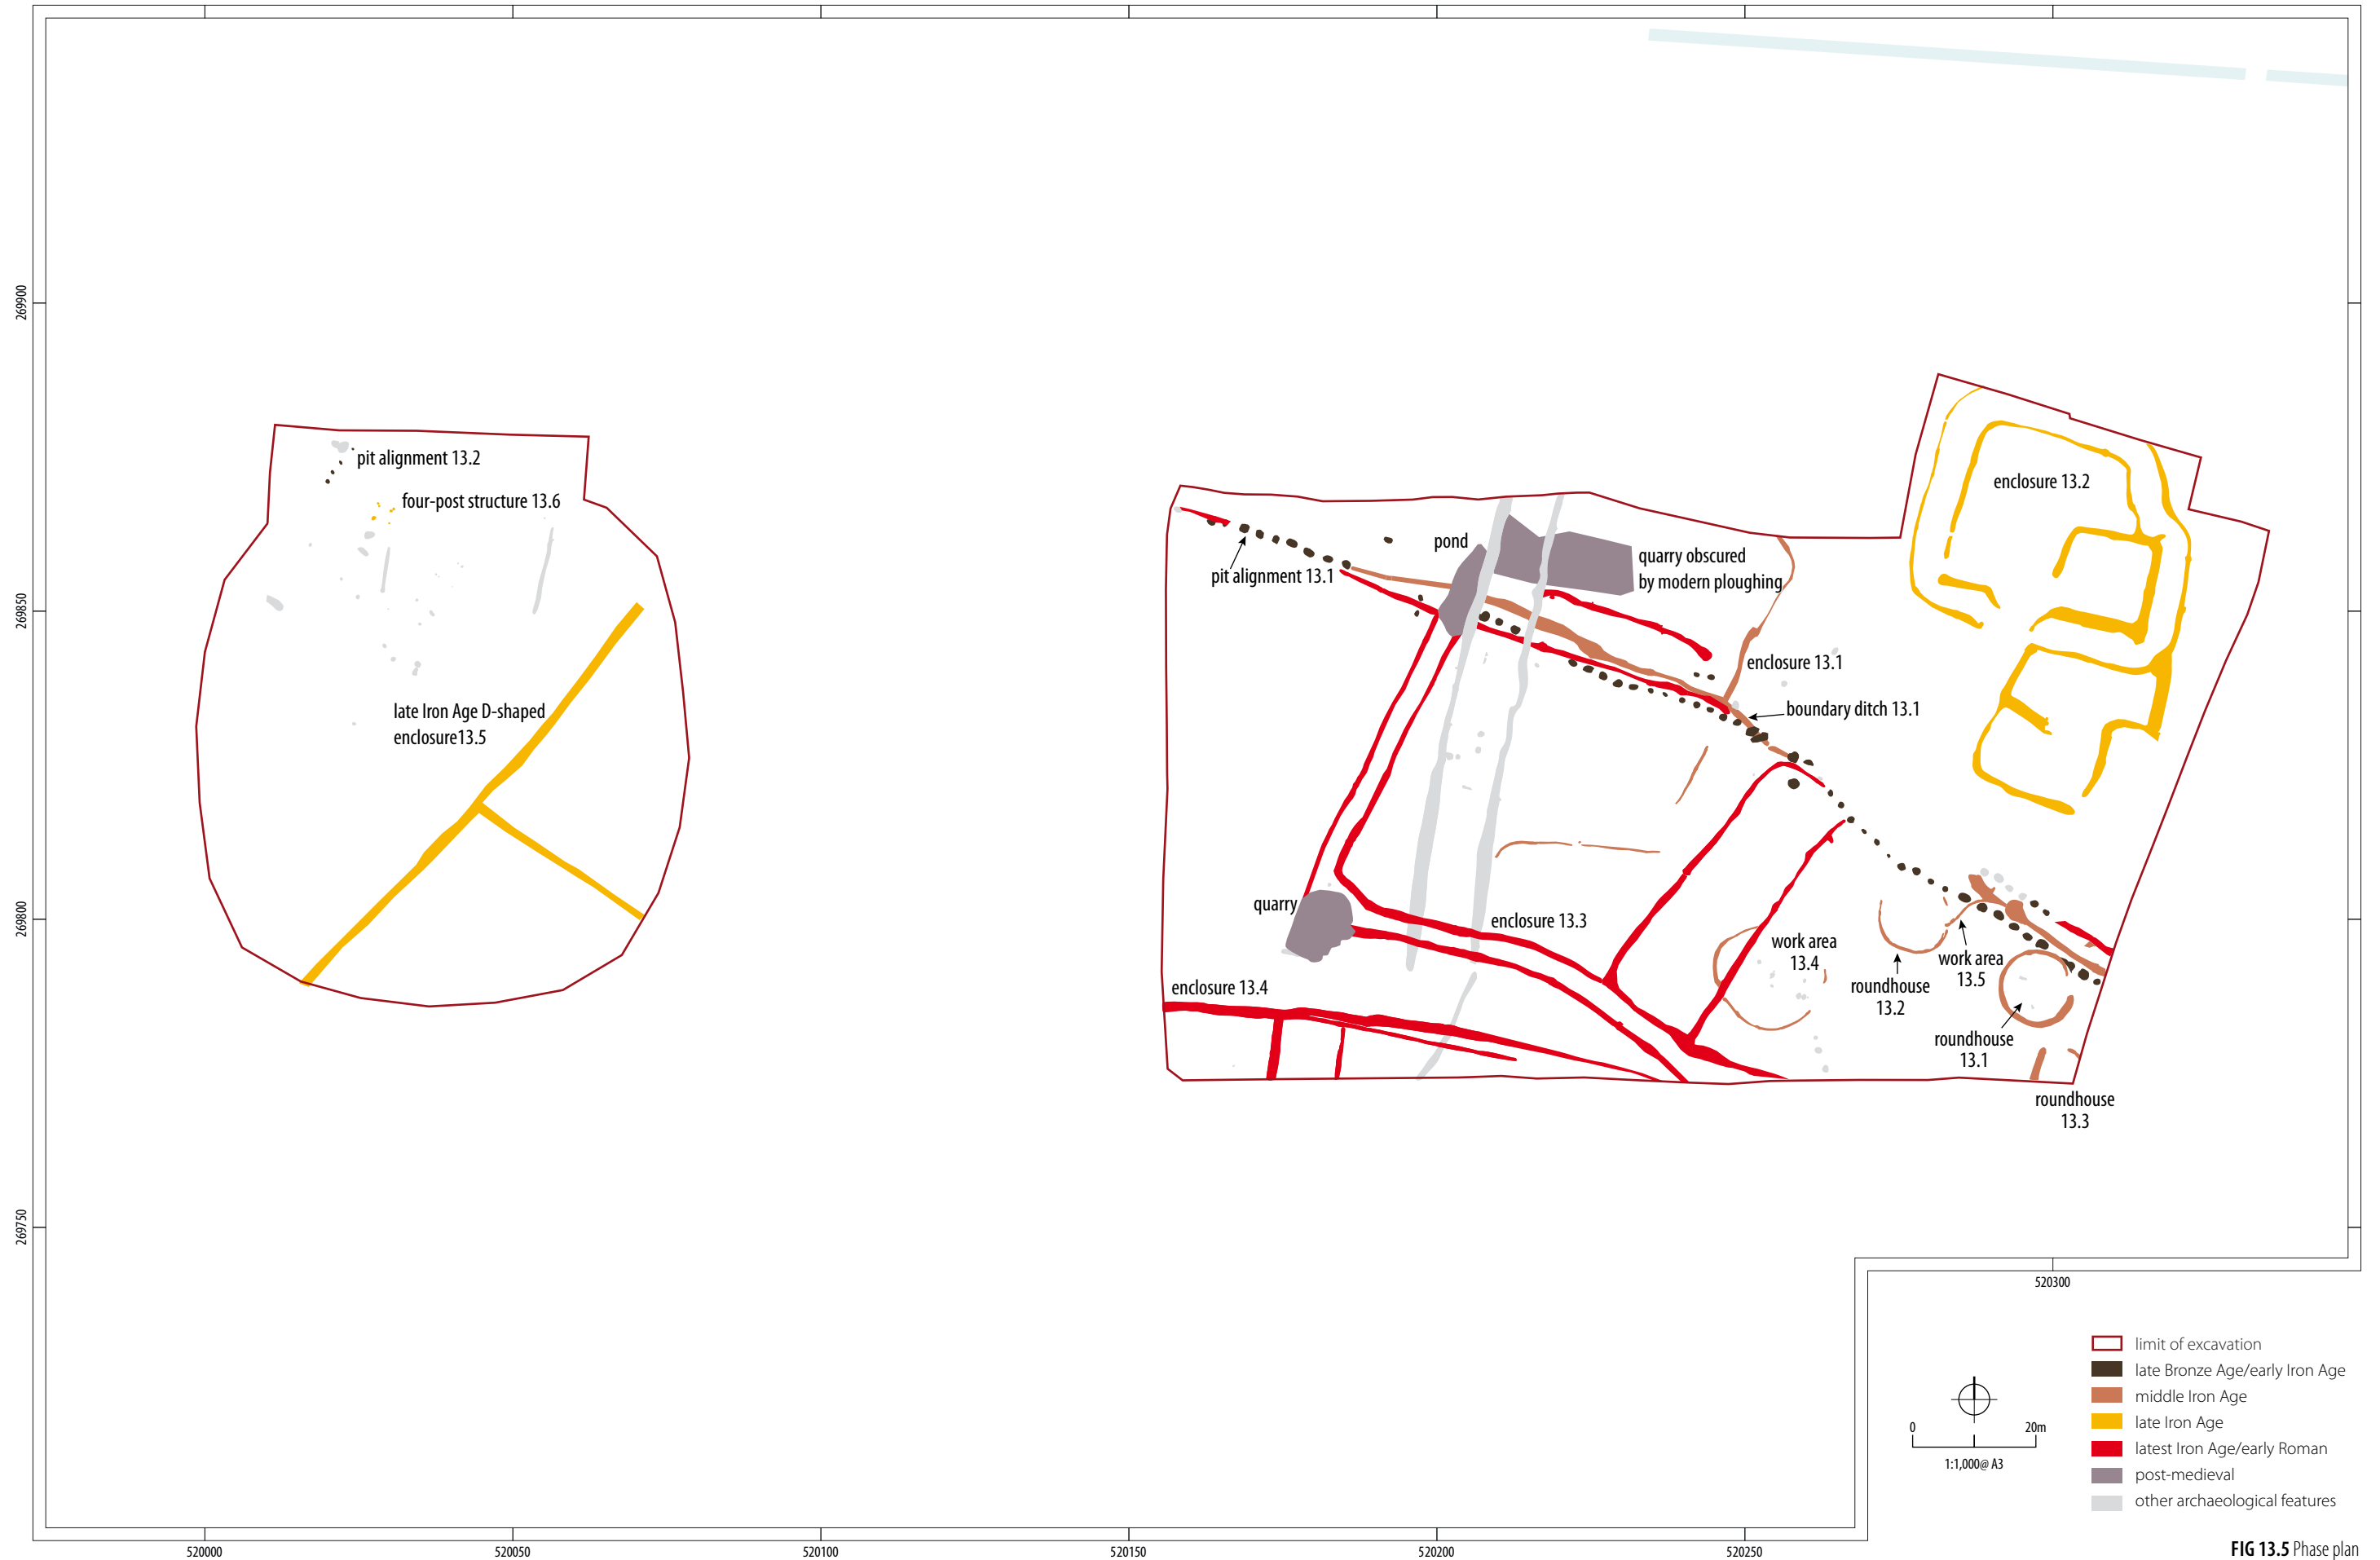 269900
269850
269800
269750
pit alignment 13.2
four-post structure 13.6
late Iron Age D-shaped
enclosure13.5
enclosure 13.2
pond
quarry obscured
by modern ploughing
pit alignment 13.1
enclosure 13.1
boundary ditch 13.1
quarry
enclosure 13.3
enclosure 13.4
work area
13.4
roundhouse
13.2
work area
13.5
roundhouse
13.1
roundhouse
13.3
520300
limit of excavation
late Bronze Age/early Iron Age
middle Iron Age
late Iron Age
latest Iron Age/early Roman
post-medieval
other archaeological features
0 20m
1:1,000@ A3
520000 520050 520100 520150 520200 520250
FIG 13.5 Phase plan